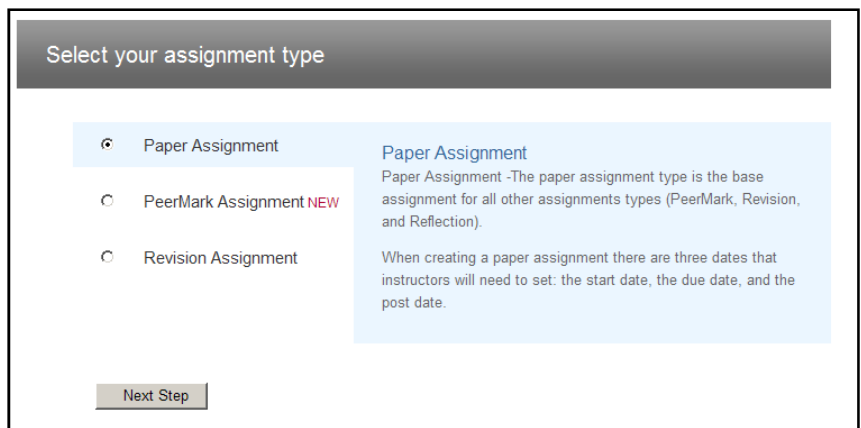 Select your assignment type
Paper Assignment
PeerMark Assignment NEW
Revision Assignment
Paper Assignment
Paper Assignment -The paper assignment type is the base
assignment for all other assignments types (PeerMark, Revision,
and Reflection).
When creating a paper assignment there are three dates that
instructors will need to set: the start date, the due date, and the
post date.
Next Step